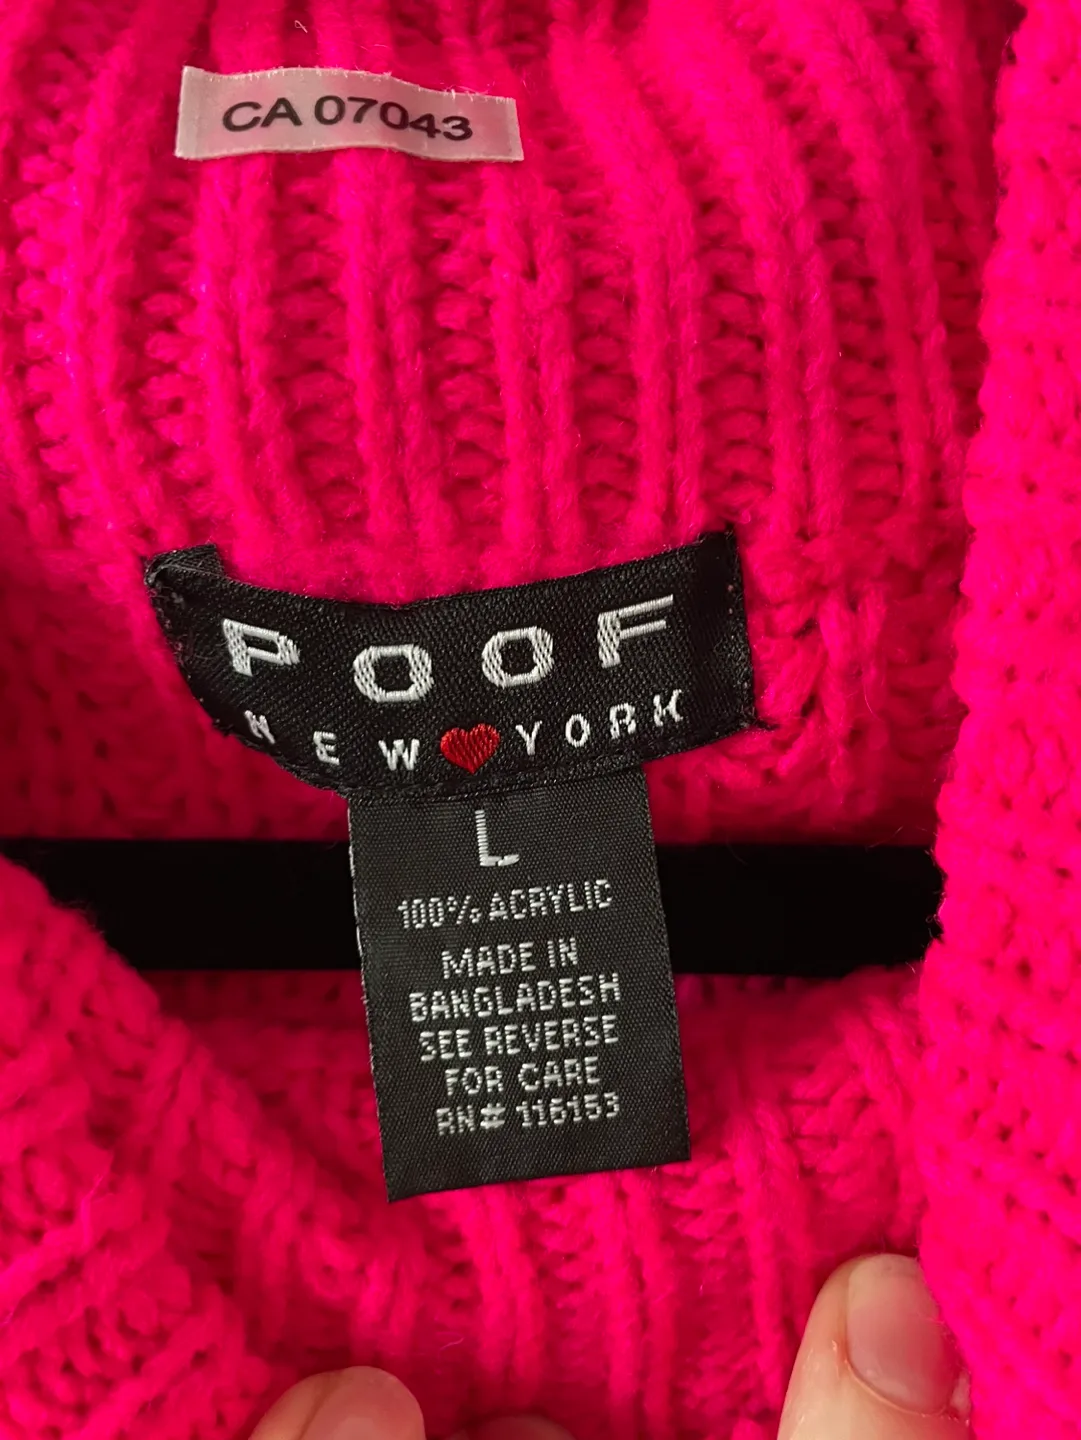 CA 07043
POOF
NEW YORK
L
100% ACRYLIC
MADE IN
BANGLADESH
SEE REVERSE
FOR CARE
RN# 116153